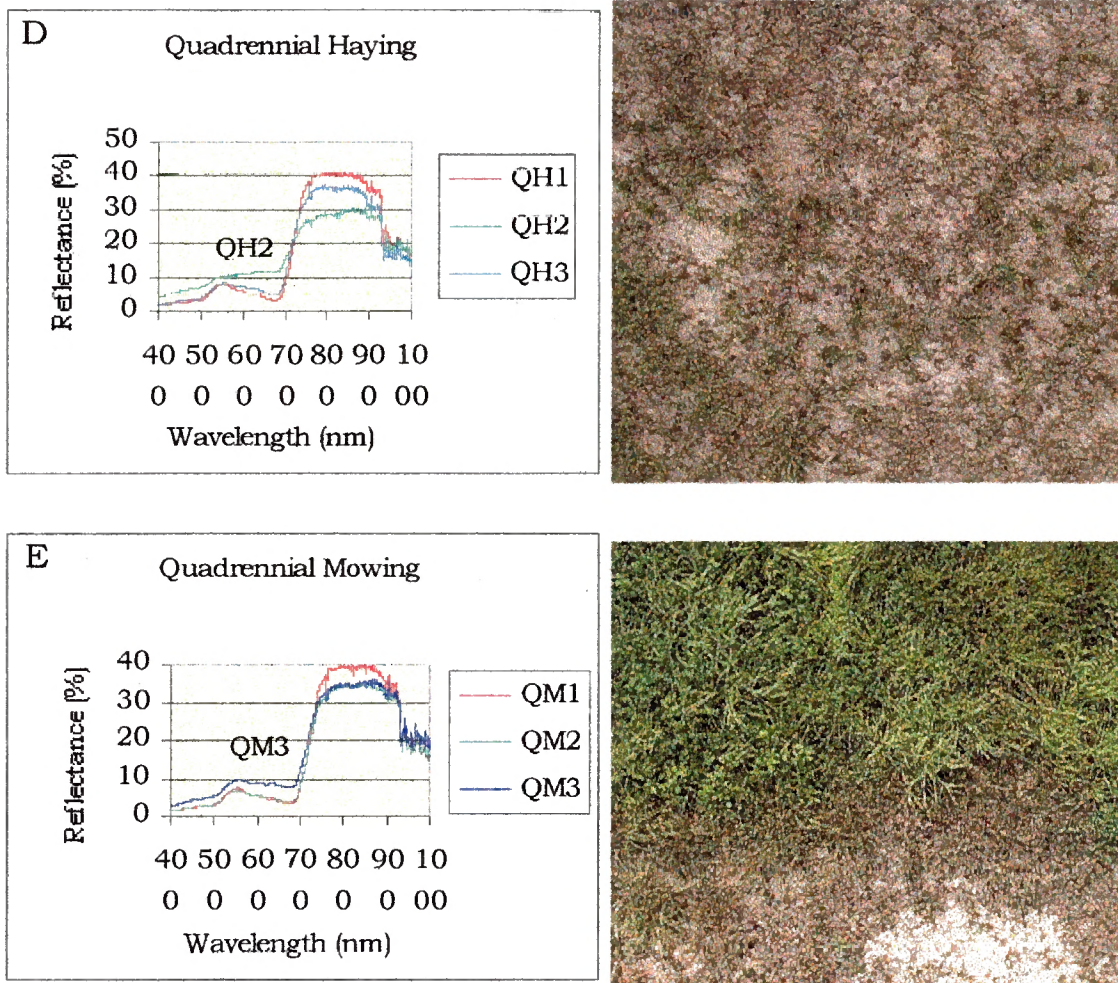 D
Quadrennial Haying
50
40
30
20
10
0
Reflectance (%)
QH2
QH1
QH2
QH3
40 50 60 70 80 90 10
0 0 0 0 0 0 00
Wavelength (nm)
E
Quadrennial Mowing
40
30
20
10
0
Reflectance (%)
QM3
QM1
QM2
QM3
40 50 60 70 80 90 10
0 0 0 0 0 0 00
Wavelength (nm)